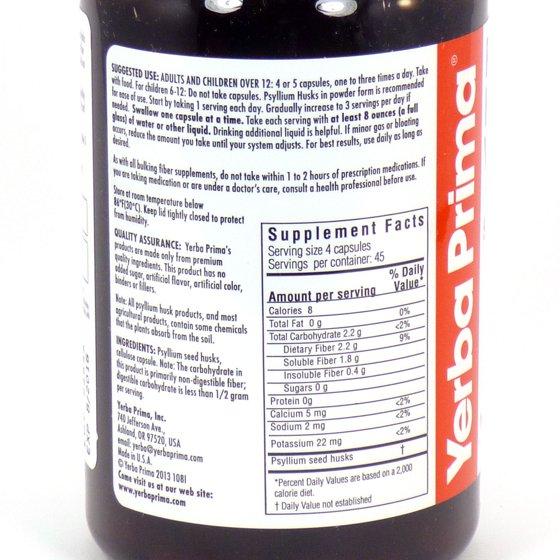 SUGGESTED USE: ADULTS AND CHILDREN OVER 12: 4 or 5 capsules, one to three times a day. Take
with food. For children 6-12: Do not take capsules. Psyllium Husks in powder form is recommended
for ease of use. Start by taking 1 serving each day. Gradually increase to 3 servings per day if
needed. Swallow one capsule at a time. Take each serving with at least 8 ounces (a full
glass) of water or other liquid. Drinking additional liquid is helpful. If minor gas or bloating
occurs, reduce the amount you take until your system adjusts. For best results, use daily as long as
desired.
As with all bulking fiber supplements, do not take within 1 to 2 hours of prescription medications. If
you are taking medication or are under a doctor's care, consult a health professional before use.
Store at room temperature below
86°F(30°C). Keep lid tightly closed to protect
from humidity.
QUALITY ASSURANCE: Yerba Prima's
products are made only from premium
quality ingredients. This product has no
added sugar, artificial flavor, artificial color,
binders or fillers.
Note: All psyllium husk products, and most
agricultural products, contain some chemicals
that the plants absorb from the soil.
INGREDIENTS: Psyllium seed husks,
cellulose capsule. Note: The carbohydrate in
this product is primarily non-digestible fiber;
digestible carbohydrate is less than 1/2 gram
per serving.
Yerba Prima, Inc.
740 Jefferson Ave.,
Ashland, OR 97520, USA
email: yerba@yerbaprima.com
Made in U.S.A.
© Yerba Prima 2013 1081
Come visit us at our web site:
www.yerbaprima.com
Supplement Facts
Serving size 4 capsules
Servings per container: 45
Amount per serving % Daily Value*
Calories 8 0%
Total Fat 0 g <2%
Total Carbohydrate 2.2 g 9%
Dietary Fiber 2.2 g
Soluble Fiber 1.8 g
Insoluble Fiber 0.4 g
Sugars 0 g
Protein 0g <2%
Calcium 5 mg <2%
Sodium 2 mg <2%
Potassium 22 mg
Psyllium seed husks †
*Percent Daily Values are based on a 2,000
calorie diet.
† Daily Value not established
Yerba Prima®